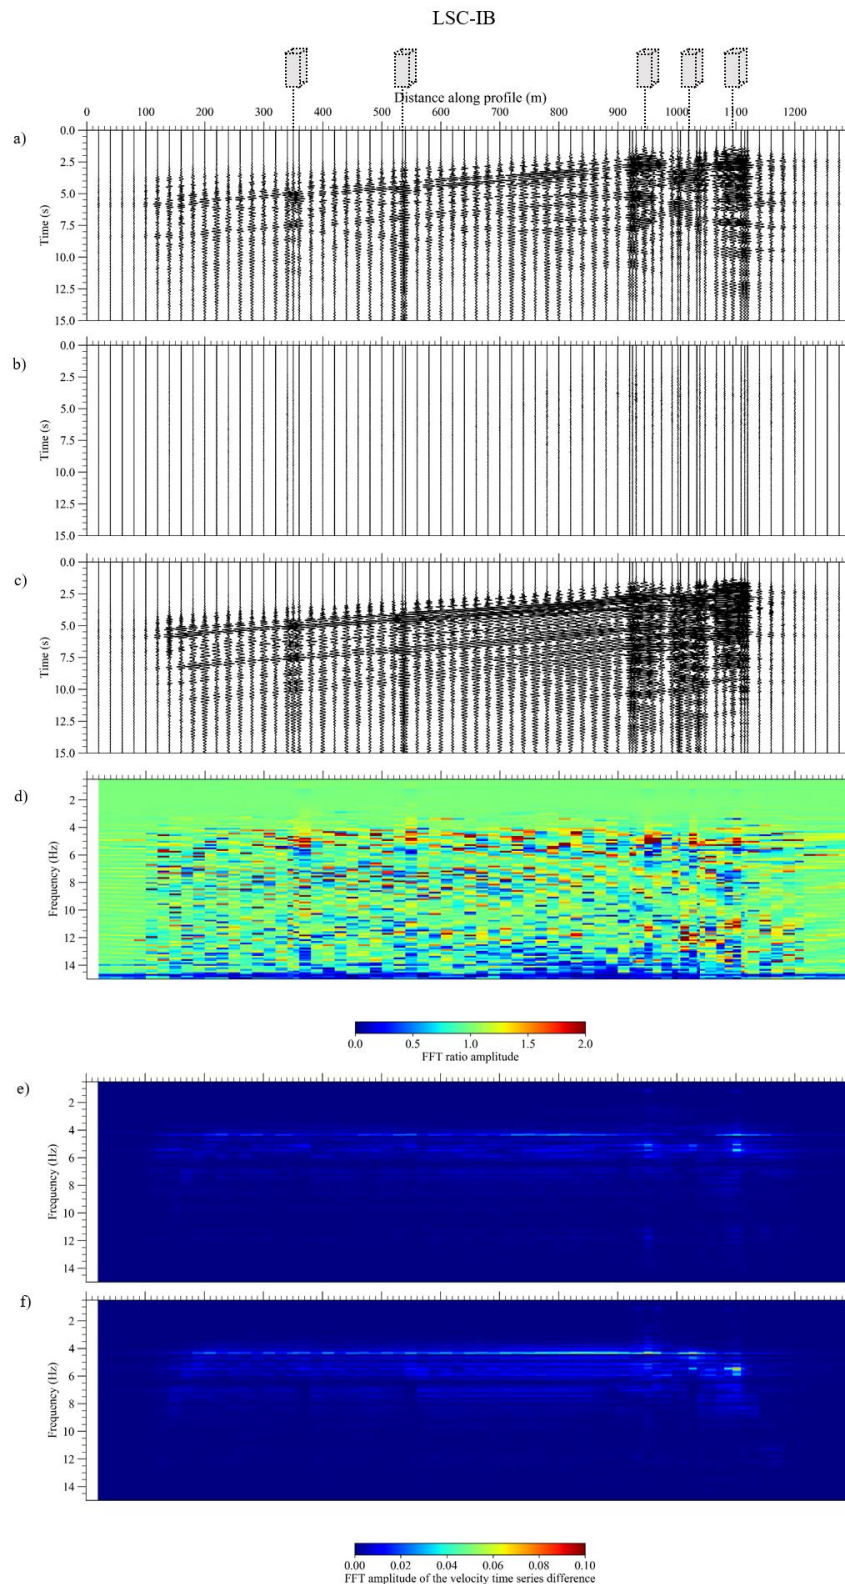 LSC-IB
Distance along profile (m)
0 100 200 300 400 500 600 700 800 900 1000 1100 1200
a)
0.0
2.5
5.0
7.5
10.0
12.5
15.0
Time (s)
b)
0.0
2.5
5.0
7.5
10.0
12.5
15.0
Time (s)
c)
0.0
2.5
5.0
7.5
10.0
12.5
15.0
Time (s)
d)
2
4
6
8
10
12
14
Frequency (Hz)
0.0 0.5 1.0 1.5 2.0
FFT ratio amplitude
e)
2
4
6
8
10
12
14
Frequency (Hz)
f)
2
4
6
8
10
12
14
Frequency (Hz)
0.00 0.02 0.04 0.06 0.08 0.10
FFT amplitude of the velocity time series difference